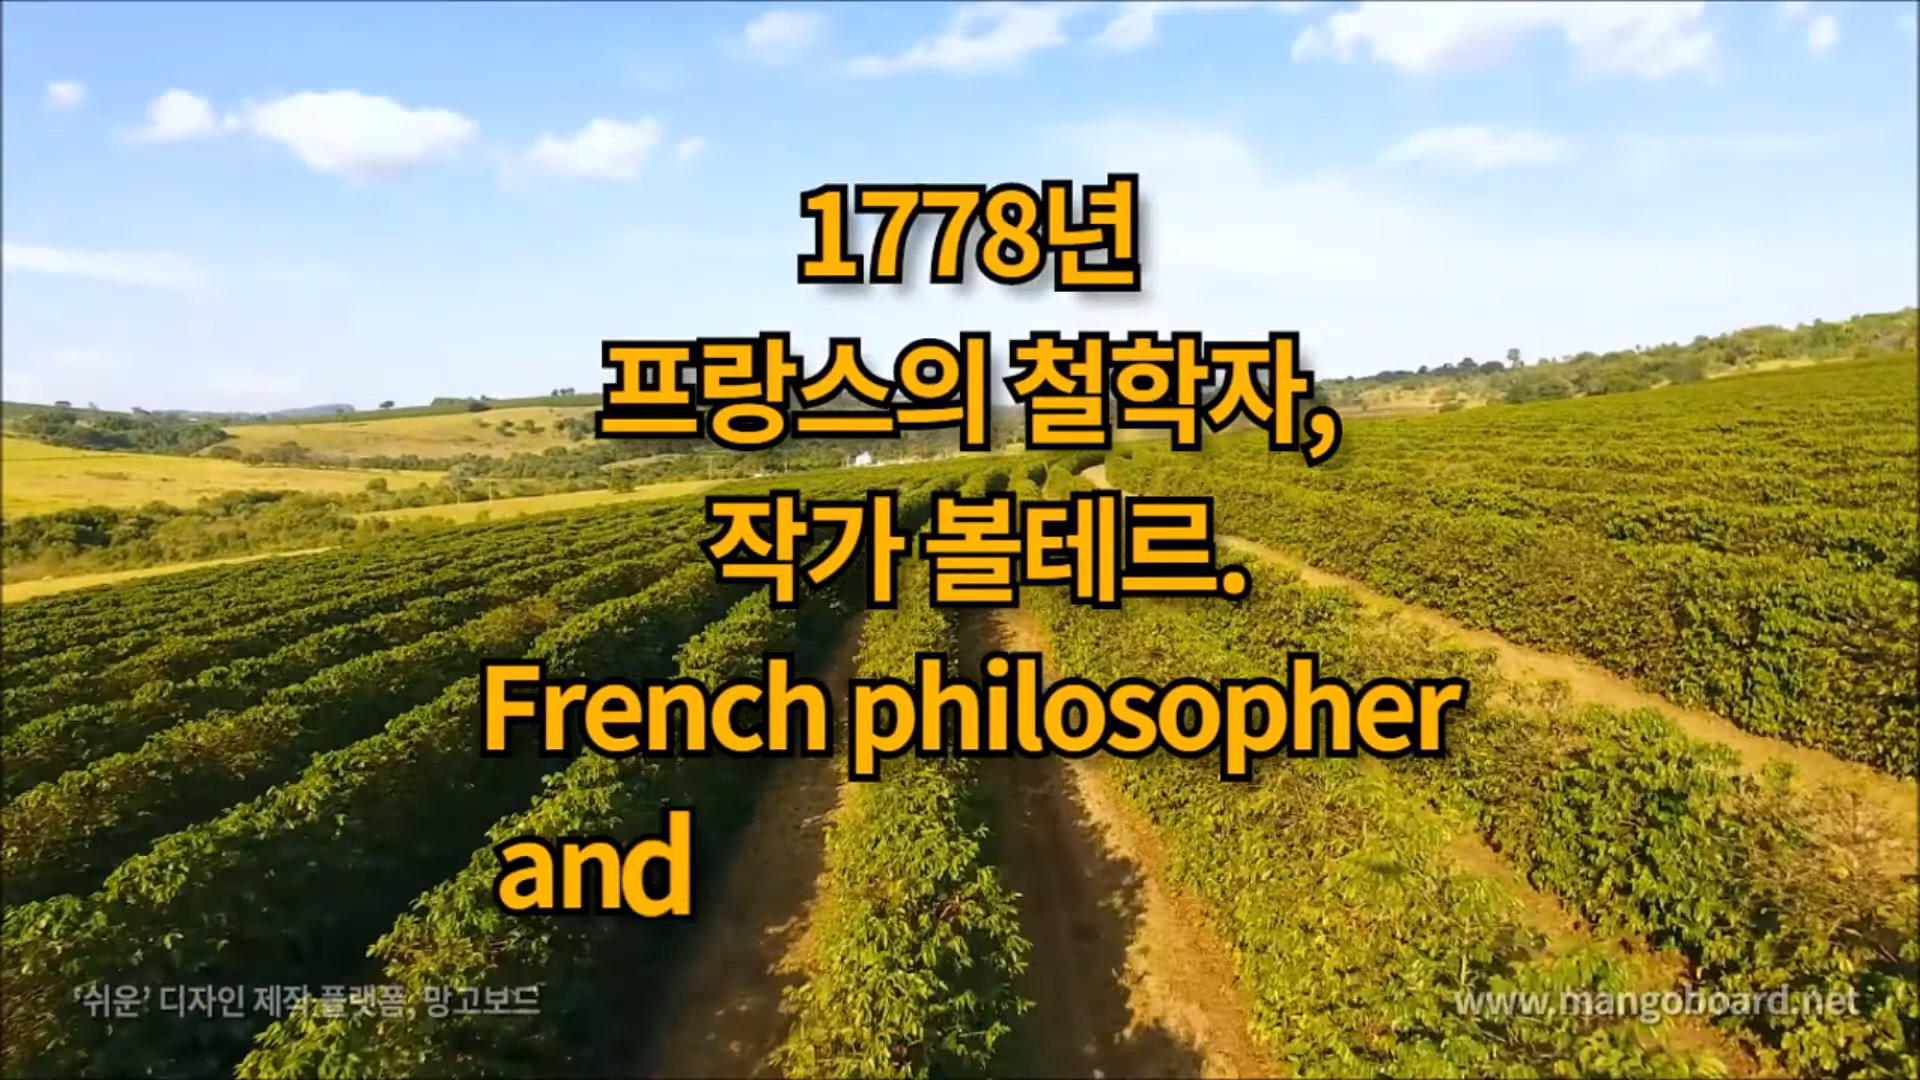 1778년
프랑스의 철학자,
작가 볼테르.
French philosopher
and
‘쉬운’ 디자인 제작 플랫폼, 망고보드
www.mangoboard.net